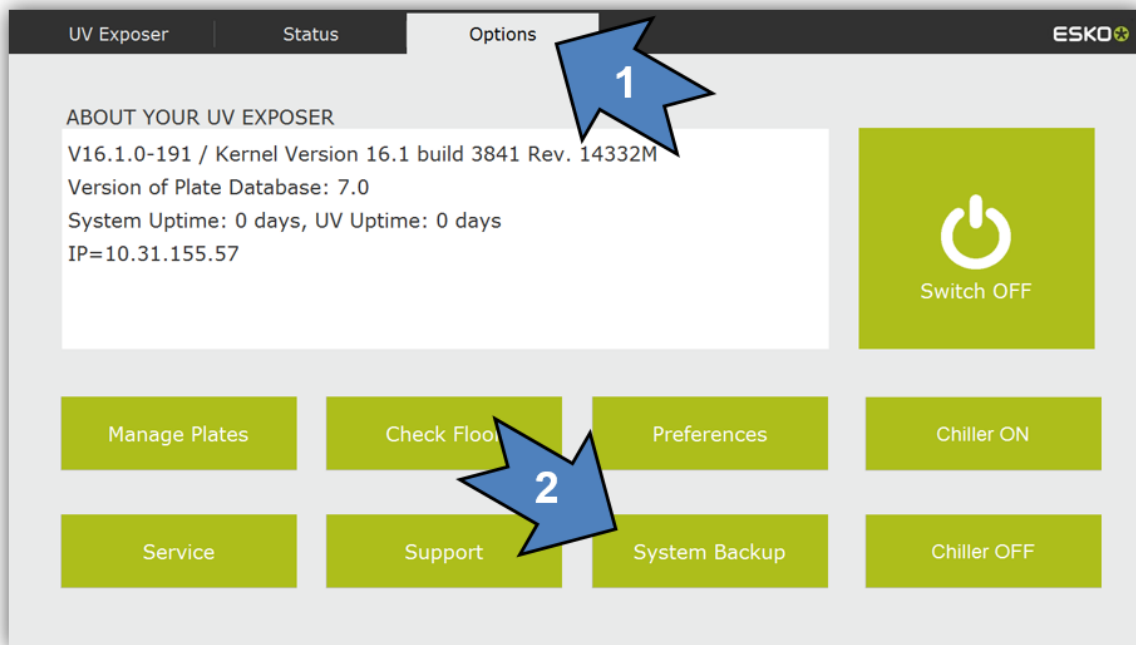 UV Exposer Status Options ESKO
1
ABOUT YOUR UV EXPOSER
V16.1.0-191 / Kernel Version 16.1 build 3841 Rev. 14332M
Version of Plate Database: 7.0
System Uptime: 0 days, UV Uptime: 0 days
IP=10.31.155.57
Switch OFF
Manage Plates Check Floor Preferences Chiller ON
2
Service Support System Backup Chiller OFF